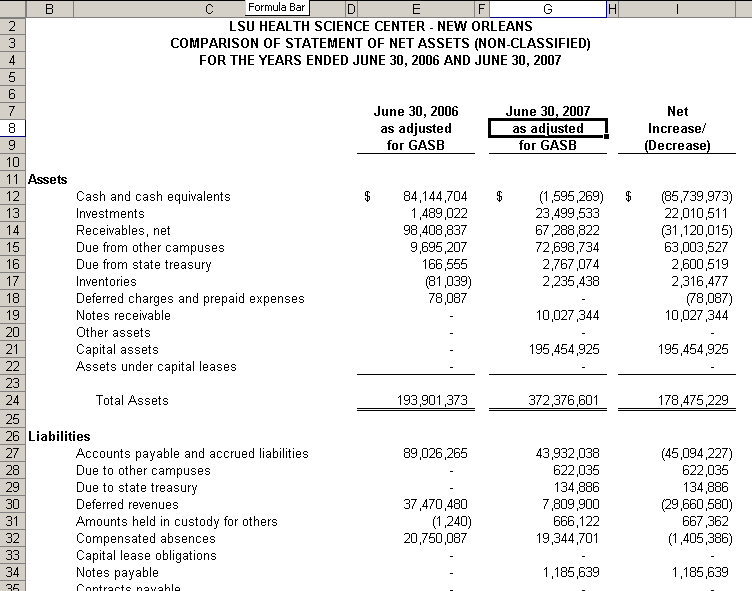 B C Formula Bar D E F G H I
2 LSU HEALTH SCIENCE CENTER - NEW ORLEANS
3 COMPARISON OF STATEMENT OF NET ASSETS (NON-CLASSIFIED)
4 FOR THE YEARS ENDED JUNE 30, 2006 AND JUNE 30, 2007
5
6
7 June 30, 2006 June 30, 2007 Net
8 as adjusted as adjusted Increase/
9 for GASB for GASB (Decrease)
10
11 Assets
12 Cash and cash equivalents $ 84,144,704 $ (1,595,269) $ (85,739,973)
13 Investments 1,489,022 23,499,533 22,010,511
14 Receivables, net 98,408,837 67,288,822 (31,120,015)
15 Due from other campuses 9,695,207 72,698,734 63,003,527
16 Due from state treasury 166,555 2,767,074 2,600,519
17 Inventories (81,039) 2,235,438 2,316,477
18 Deferred charges and prepaid expenses 78,087 - (78,087)
19 Notes receivable - 10,027,344 10,027,344
20 Other assets - - -
21 Capital assets - 195,454,925 195,454,925
22 Assets under capital leases - - -
23
24 Total Assets 193,901,373 372,376,601 178,475,229
25
26 Liabilities
27 Accounts payable and accrued liabilities 89,026,265 43,932,038 (45,094,227)
28 Due to other campuses - 622,035 622,035
29 Due to state treasury - 134,886 134,886
30 Deferred revenues 37,470,480 7,809,900 (29,660,580)
31 Amounts held in custody for others (1,240) 666,122 667,362
32 Compensated absences 20,750,087 19,344,701 (1,405,386)
33 Capital lease obligations - - -
34 Notes payable - 1,185,639 1,185,639
35 Contracts payable - - -